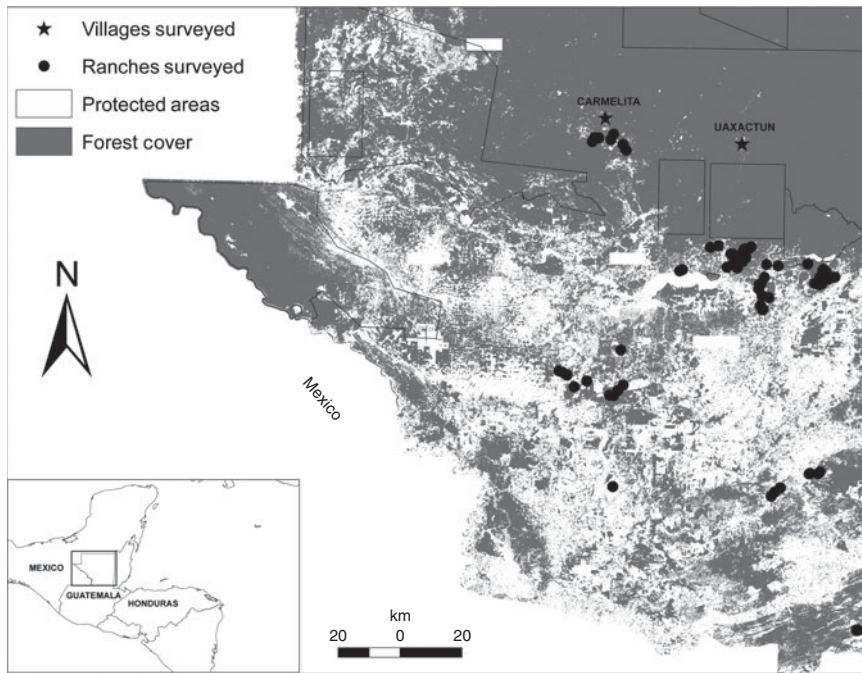 Villages surveyed
Ranches surveyed
Protected areas
Forest cover
CARMELITA
UAXACTUN
N
Mexico
MEXICO
GUATEMALA
HONDURAS
km
20 0 20